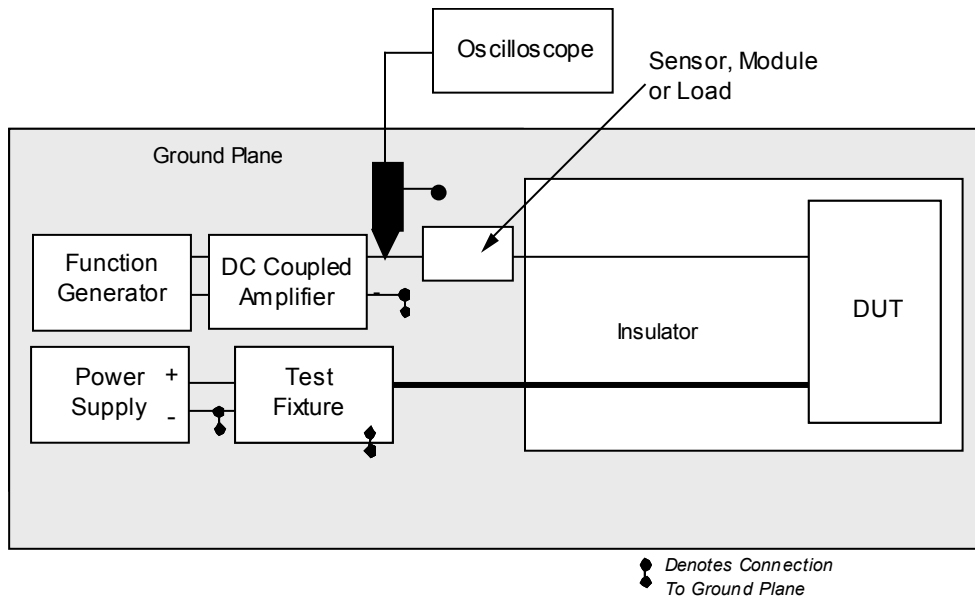 Oscilloscope
Sensor, Module
or Load
Ground Plane
Function
Generator
DC Coupled
Amplifier
-
Insulator
DUT
Power
Supply
+
-
Test
Fixture
Denotes Connection
To Ground Plane